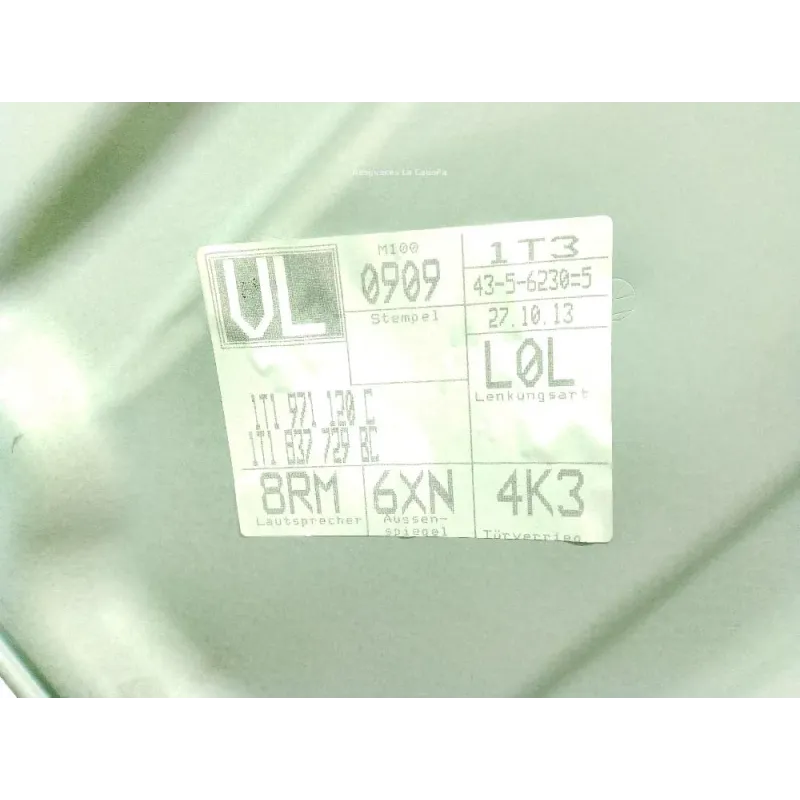 VL
M100
0909
Stempel
1T3
43-5-6230=5
27.10.13
L0L
Lenkungsart
1T1 971 120 C
1T1 837 729 BC
8RM
Lautsprecher
6XN
Aussen-
spiegel
4K3
Türverrieg